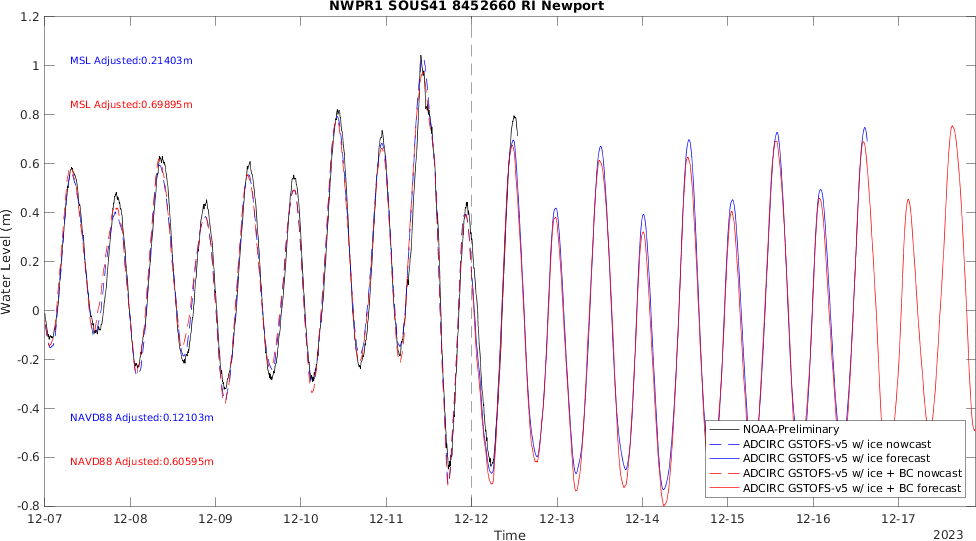 NWPR1 SOUS41 8452660 RI Newport
1.2
1
0.8
0.6
0.4
0.2
0
-0.2
-0.4
-0.6
-0.8
Water Level (m)
MSL Adjusted:0.21403m
MSL Adjusted:0.69895m
NAVD88 Adjusted:0.12103m
NAVD88 Adjusted:0.60595m
NOAA-Preliminary
ADCIRC GSTOFS-v5 w/ ice nowcast
ADCIRC GSTOFS-v5 w/ ice forecast
ADCIRC GSTOFS-v5 w/ ice + BC nowcast
ADCIRC GSTOFS-v5 w/ ice + BC forecast
12-07 12-08 12-09 12-10 12-11 12-12 12-13 12-14 12-15 12-16 12-17
Time
2023